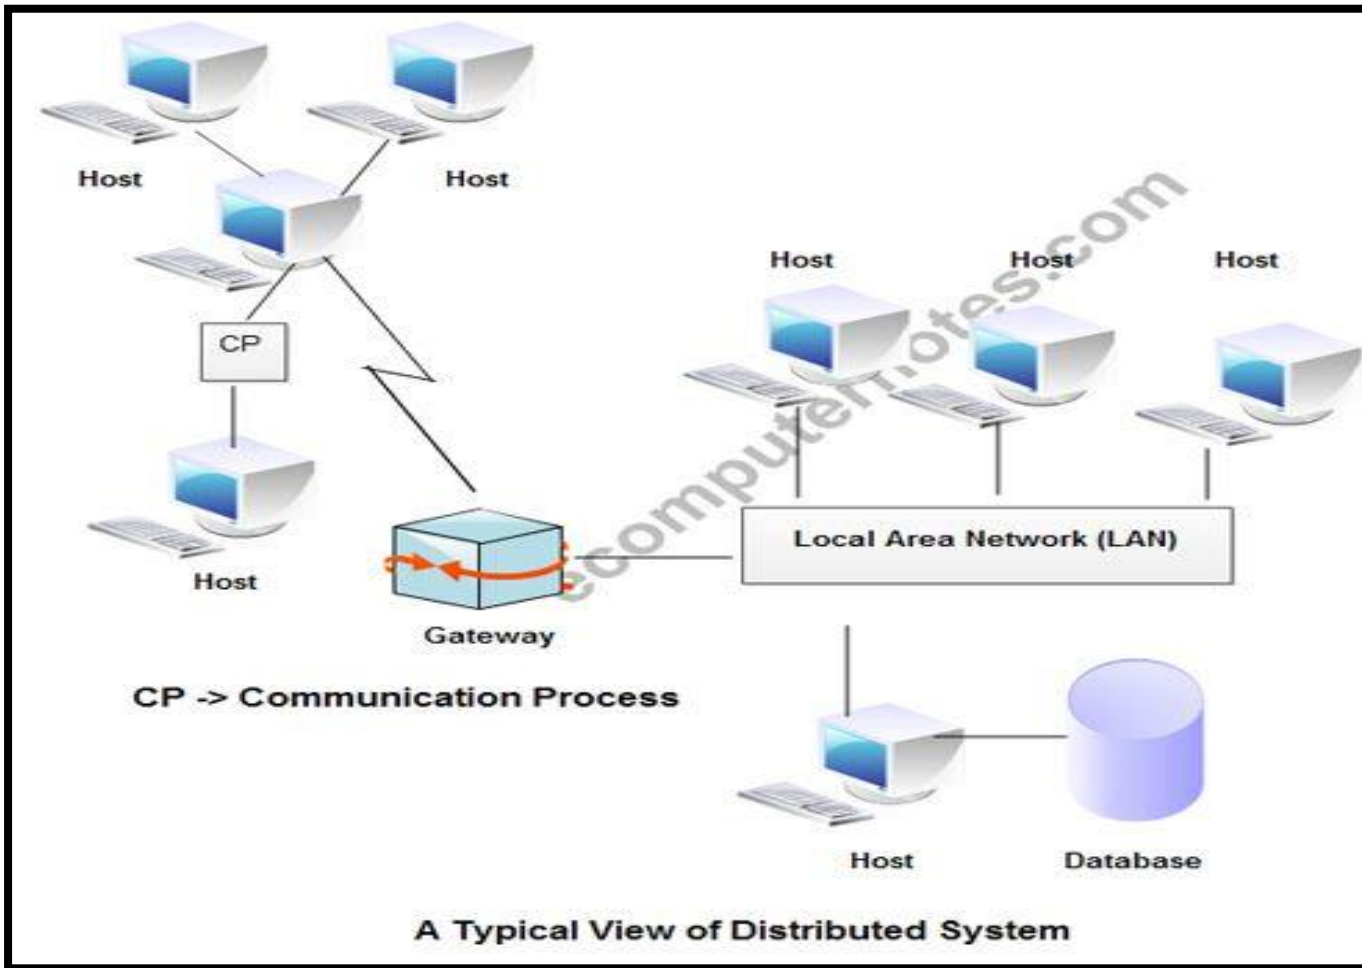 Host
Host
Host
Host
Host
CP
Local Area Network (LAN)
Host
Gateway
CP -> Communication Process
Host
Database
A Typical View of Distributed System
ecomputernotes.com